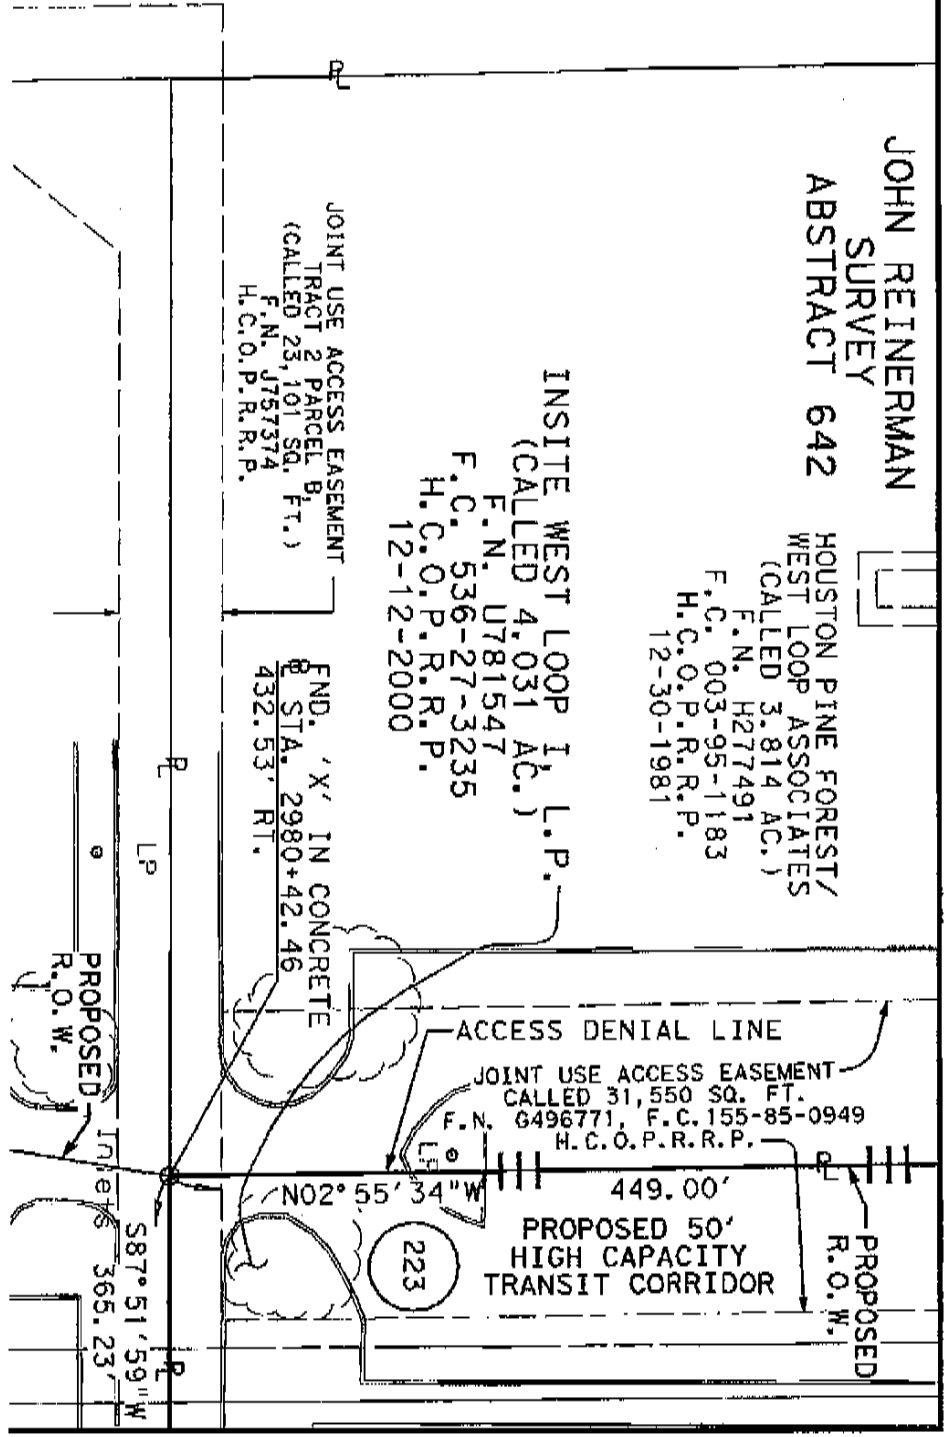 JOHN REINERMAN
SURVEY
ABSTRACT 642
HOUSTON PINE FOREST/
WEST LOOP ASSOCIATES
(CALLED 3.814 AC.)
F.N. H277491
F.C. 003-95-1183
H.C.O.P.R.R.P.
12-30-1981
INSITE WEST LOOP I, L.P.
(CALLED 4.031 AC.)
F.N. U781547
F.C. 536-27-3235
H.C.O.P.R.R.P.
12-12-2000
JOINT USE ACCESS EASEMENT
TRACT 2 PARCEL B,
(CALLED 23,101 SQ. FT.)
F.N. J757374
H.C.O.P.R.R.P.
FND. 'X' IN CONCRETE
℄ STA. 2980+42.46
432.53' RT.
ACCESS DENIAL LINE
JOINT USE ACCESS EASEMENT
CALLED 31,550 SQ. FT.
F.N. G496771, F.C.155-85-0949
H.C.O.P.R.R.P.
N02°55'34"W
449.00'
PROPOSED 50'
HIGH CAPACITY
TRANSIT CORRIDOR
223
PROPOSED
R.O.W.
PROPOSED
R.O.W.
S87°51'59"W
Inlets 365.23'
LP
LP
PL
PL
PL
PL